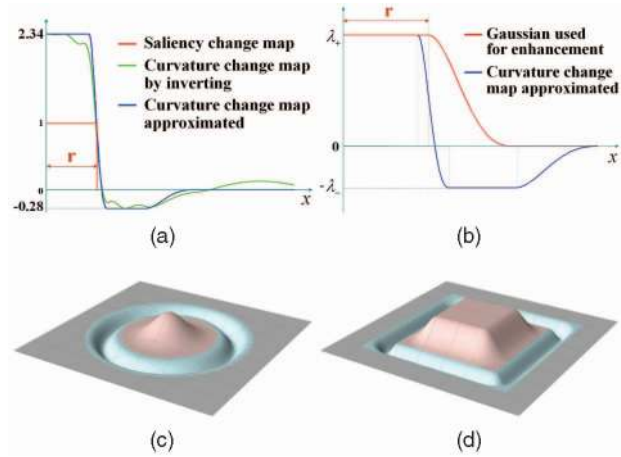 2.34
1
0
-0.28
r
x
Saliency change map
Curvature change map
by inverting
Curvature change map
approximated
(a)
r
λ+
0
-λ-
x
Gaussian used
for enhancement
Curvature change
map approximated
(b)
(c)
(d)